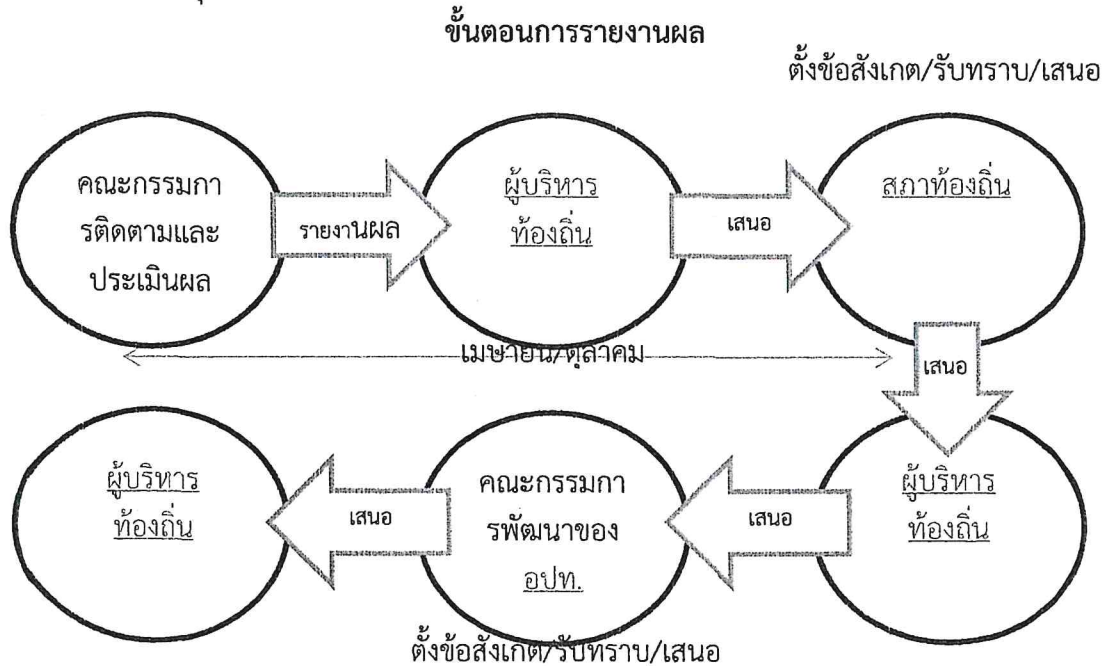 ขั้นตอนการรายงานผล
ตั้งข้อสังเกต/รับทราบ/เสนอ
คณะกรรมกา
รติดตามและ
ประเมินผล
รายงานผล
ผู้บริหาร
ท้องถิ่น
เสนอ
สภาท้องถิ่น
เมษายน/ตุลาคม
เสนอ
ผู้บริหาร
ท้องถิ่น
เสนอ
คณะกรรมกา
รพัฒนาของ
อปท.
เสนอ
ผู้บริหาร
ท้องถิ่น
ตั้งข้อสังเกต/รับทราบ/เสนอ